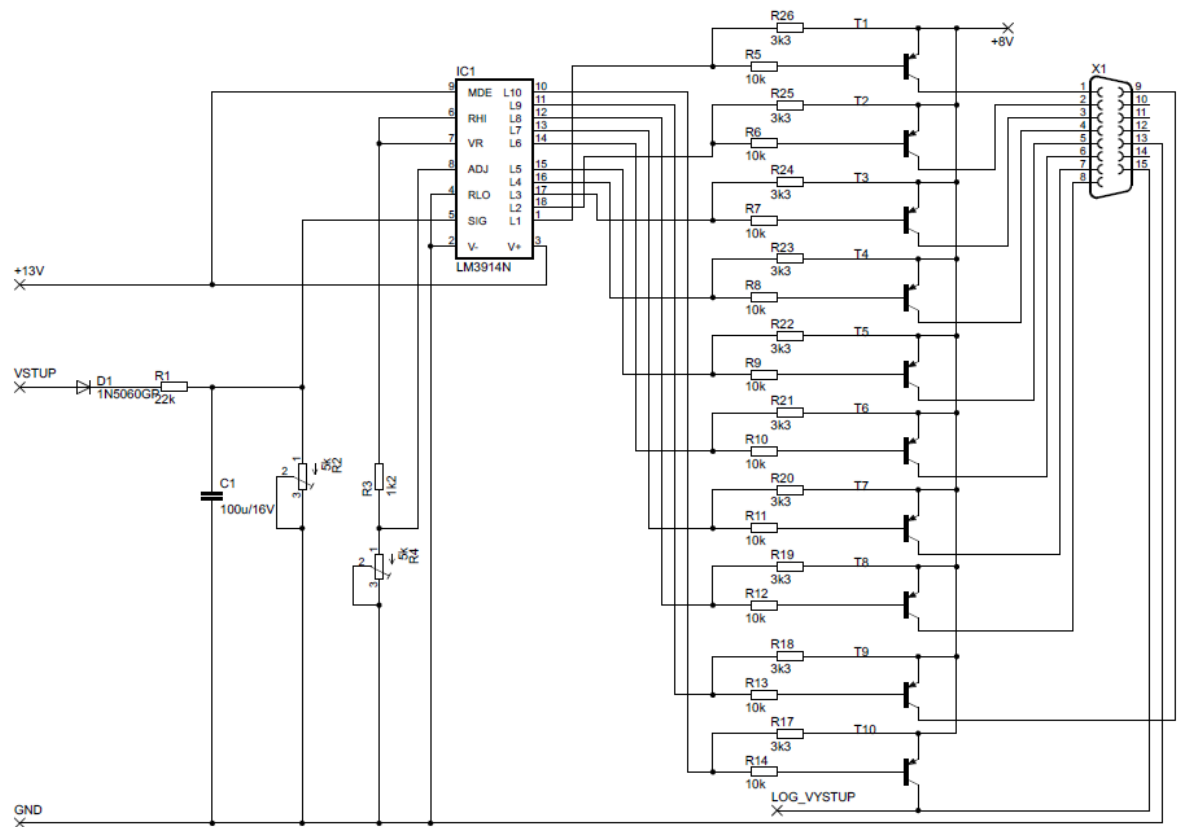 R26
T1
3k3
+8V
R5
10k
IC1
X1
9 MDE L10 10
L9 11
6 RHI L8 12
L7 13
7 VR L6 14
8 ADJ L5 15
L4 16
4 RLO L3 17
L2 18
5 SIG L1 1
2 V- V+ 3
LM3914N
1 9
2 10
3 11
4 12
5 13
6 14
7 15
8
R25
T2
3k3
R6
10k
R24
T3
3k3
R7
10k
R23
T4
3k3
R8
10k
+13V
R22
T5
3k3
R9
10k
VSTUP
D1
1N5060GP
R1
22k
R21
T6
3k3
R10
10k
C1
100u/16V
1
2
3
5k
R2
R3
1k2
R20
T7
3k3
R11
10k
1
2
3
5k
R4
R19
T8
3k3
R12
10k
R18
T9
3k3
R13
10k
R17
T10
3k3
R14
10k
LOG_VYSTUP
GND